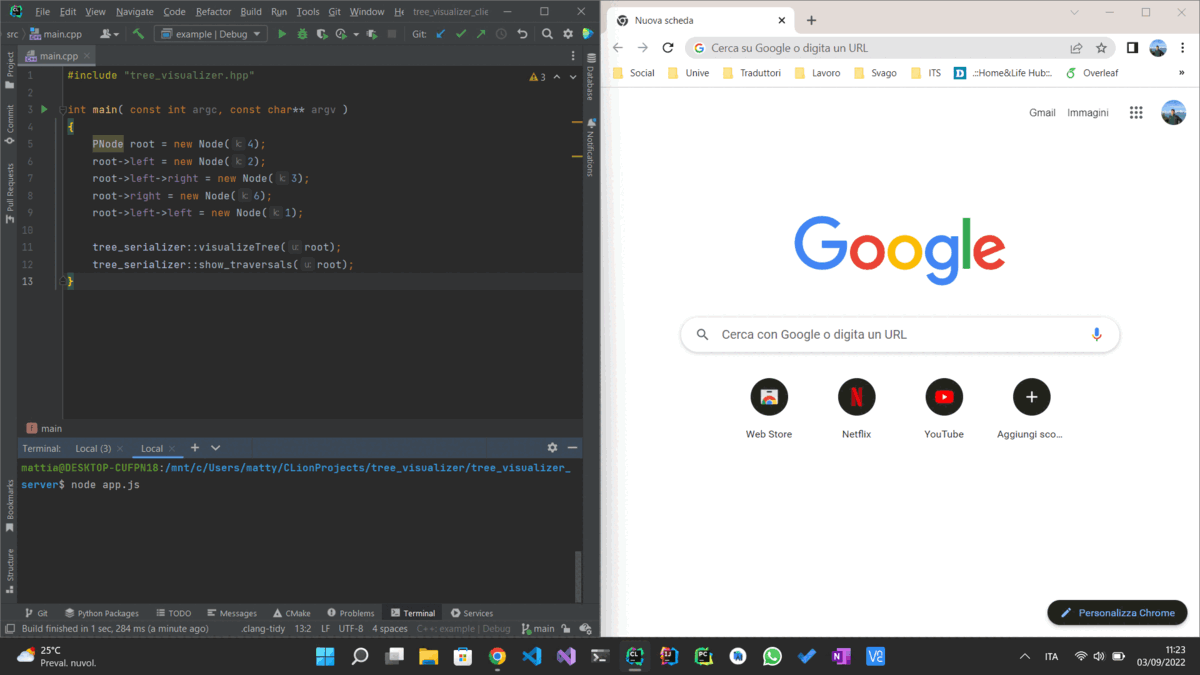 File Edit View Navigate Code Refactor Build Run Tools Git Window He tree_visualizer_clie
src main.cpp example | Debug Git:
main.cpp
Project
Commit
Pull Requests
Bookmarks
Structure
Database
Notifications
3
1 #include "tree_visualizer.hpp"
2
3 int main( const int argc, const char** argv )
4 {
5 PNode root = new Node( k: 4);
6 root->left = new Node( k: 2);
7 root->left->right = new Node( k: 3);
8 root->right = new Node( k: 6);
9 root->left->left = new Node( k: 1);
10
11 tree_serializer::visualizeTree( u: root);
12 tree_serializer::show_traversals( u: root);
13 }
main
Terminal: Local (3) Local
mattia@DESKTOP-CUFPN18:/mnt/c/Users/matty/CLionProjects/tree_visualizer/tree_visualizer_
server$ node app.js
Git Python Packages TODO Messages CMake Problems Terminal Services
Build finished in 1 sec, 284 ms (a minute ago) .clang-tidy 13:2 LF UTF-8 4 spaces C++: example | Debug main
Nuova scheda
Cerca su Google o digita un URL
Social Unive Traduttori Lavoro Svago ITS .::Home&Life Hub::. Overleaf »
Gmail Immagini
Google
Cerca con Google o digita un URL
Web Store Netflix YouTube Aggiungi sco...
Personalizza Chrome
25°C
Preval. nuvol.
ITA
11:23
03/09/2022